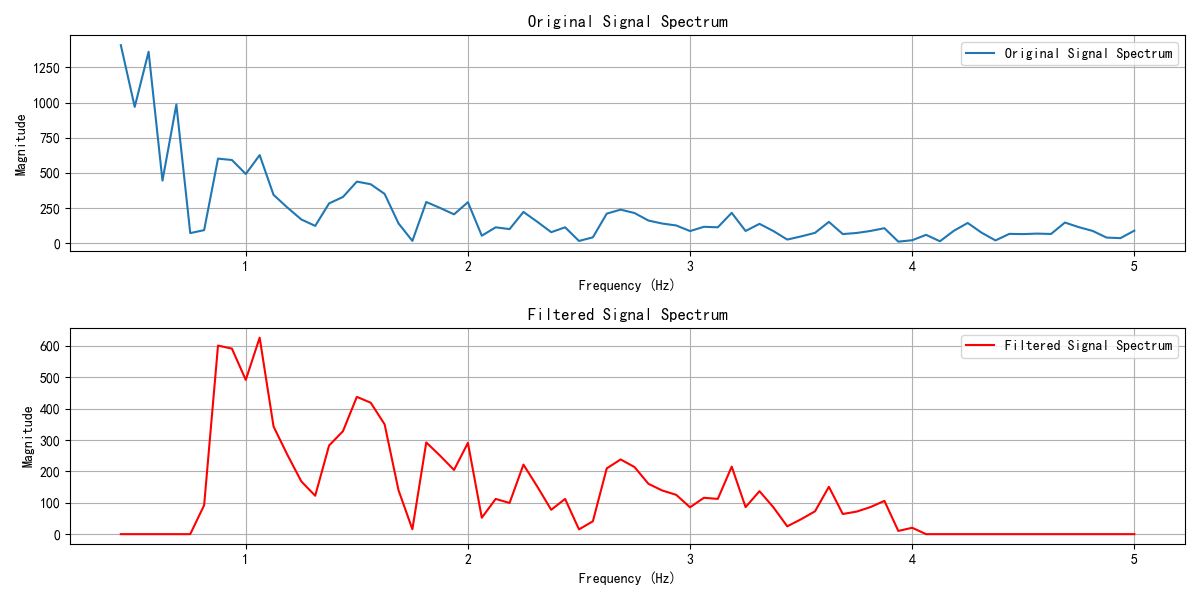 Original Signal Spectrum
Original Signal Spectrum
Magnitude
1250
1000
750
500
250
0
1 2 3 4 5
Frequency (Hz)
Filtered Signal Spectrum
Filtered Signal Spectrum
Magnitude
600
500
400
300
200
100
0
1 2 3 4 5
Frequency (Hz)